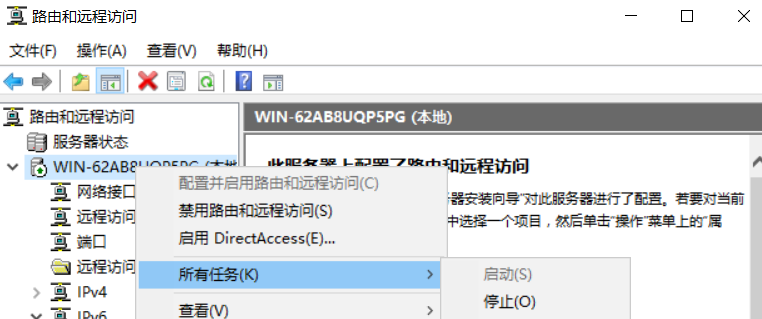 路由和远程访问
文件(F) 操作(A) 查看(V) 帮助(H)
路由和远程访问
服务器状态
WIN-62AB8UQP5PG (本地
网络接口
远程访问
端口
远程访问
IPv4
IPv6
WIN-62AB8UQP5PG (本地)
此服务器上配置了路由和远程访问
务器安装向导"对此服务器进行了配置。若要对当前
中选择一个项目，然后单击"操作"菜单上的"属
配置并启用路由和远程访问(C)
禁用路由和远程访问(S)
启用 DirectAccess(E)...
所有任务(K)
查看(V)
启动(S)
停止(O)